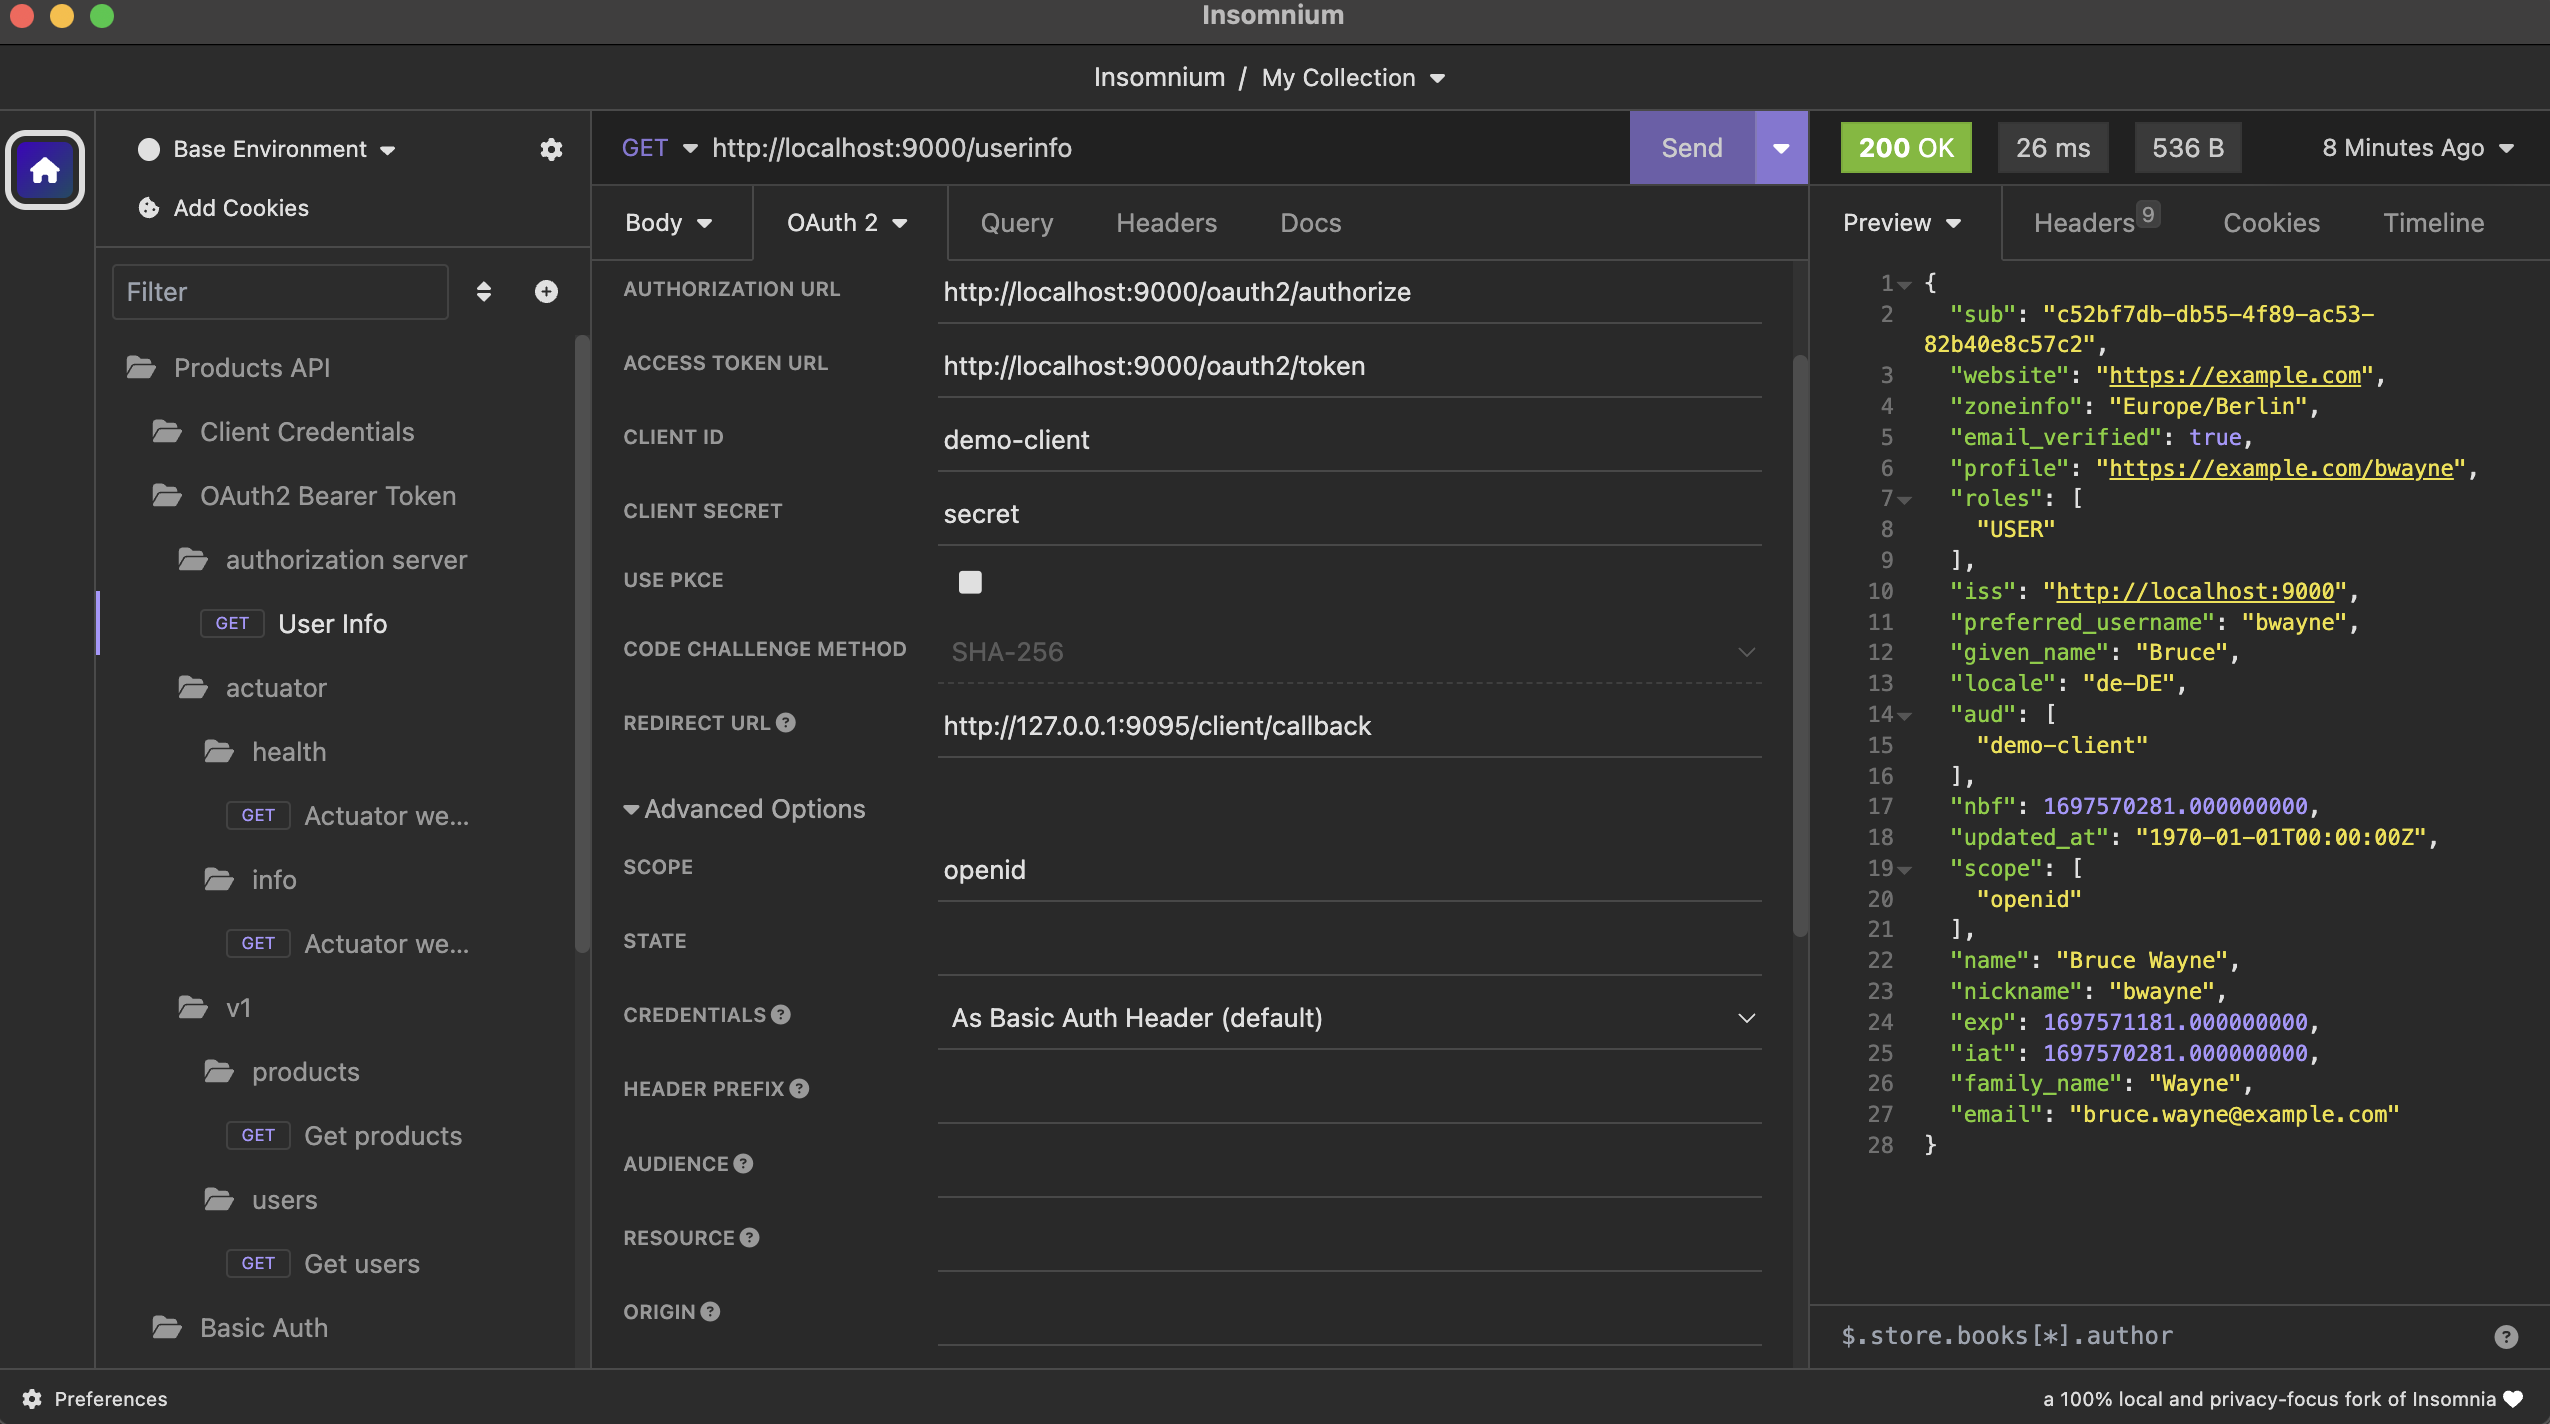 Insomnium
Insomnium / My Collection
Base Environment
Add Cookies
Filter
Products API
Client Credentials
OAuth2 Bearer Token
authorization server
GET User Info
actuator
health
GET Actuator we...
info
GET Actuator we...
v1
products
GET Get products
users
GET Get users
Basic Auth
GET http://localhost:9000/userinfo
Send
Body
OAuth 2
Query
Headers
Docs
AUTHORIZATION URL http://localhost:9000/oauth2/authorize
ACCESS TOKEN URL http://localhost:9000/oauth2/token
CLIENT ID demo-client
CLIENT SECRET secret
USE PKCE
CODE CHALLENGE METHOD SHA-256
REDIRECT URL ? http://127.0.0.1:9095/client/callback
Advanced Options
SCOPE openid
STATE
CREDENTIALS ? As Basic Auth Header (default)
HEADER PREFIX ?
AUDIENCE ?
RESOURCE ?
ORIGIN ?
200 OK
26 ms
536 B
8 Minutes Ago
Preview
Headers 9
Cookies
Timeline
1 {
2 "sub": "c52bf7db-db55-4f89-ac53-
82b40e8c57c2",
3 "website": "https://example.com",
4 "zoneinfo": "Europe/Berlin",
5 "email_verified": true,
6 "profile": "https://example.com/bwayne",
7 "roles": [
8 "USER"
9 ],
10 "iss": "http://localhost:9000",
11 "preferred_username": "bwayne",
12 "given_name": "Bruce",
13 "locale": "de-DE",
14 "aud": [
15 "demo-client"
16 ],
17 "nbf": 1697570281.000000000,
18 "updated_at": "1970-01-01T00:00:00Z",
19 "scope": [
20 "openid"
21 ],
22 "name": "Bruce Wayne",
23 "nickname": "bwayne",
24 "exp": 1697571181.000000000,
25 "iat": 1697570281.000000000,
26 "family_name": "Wayne",
27 "email": "bruce.wayne@example.com"
28 }
$.store.books[*].author ?
Preferences
a 100% local and privacy-focus fork of Insomnia